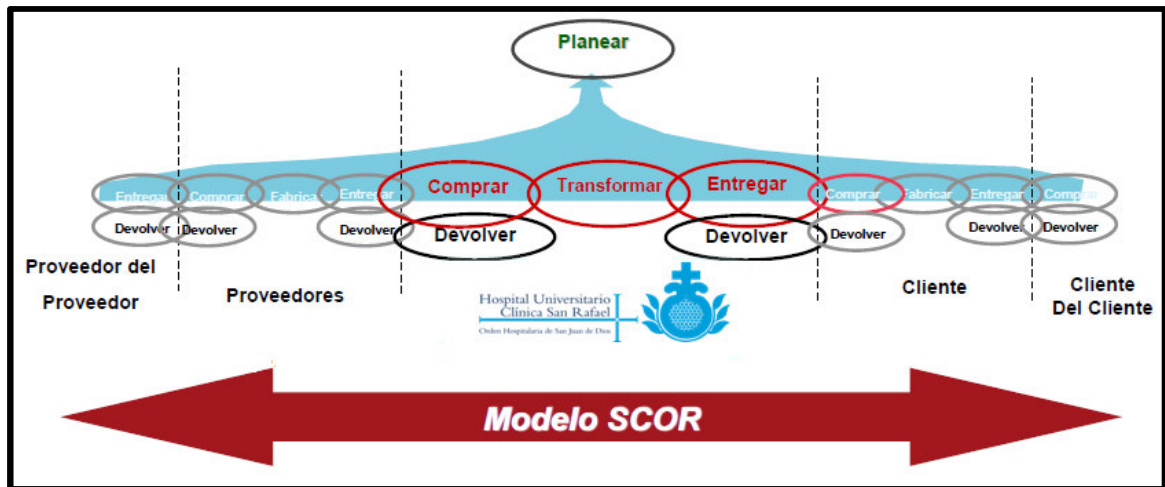 Planear
Entregar Comprar Fabrica Entregar Comprar Transformar Entregar Comprar Fabricar Entregar Comprar
Devolver Devolver Devolver Devolver Devolver Devolver Devolver Devolver
Proveedor del
Proveedor
Proveedores
Hospital Universitario
Clínica San Rafael
Orden Hospitalaria de San Juan de Dios
Cliente
Cliente
Del Cliente
Modelo SCOR